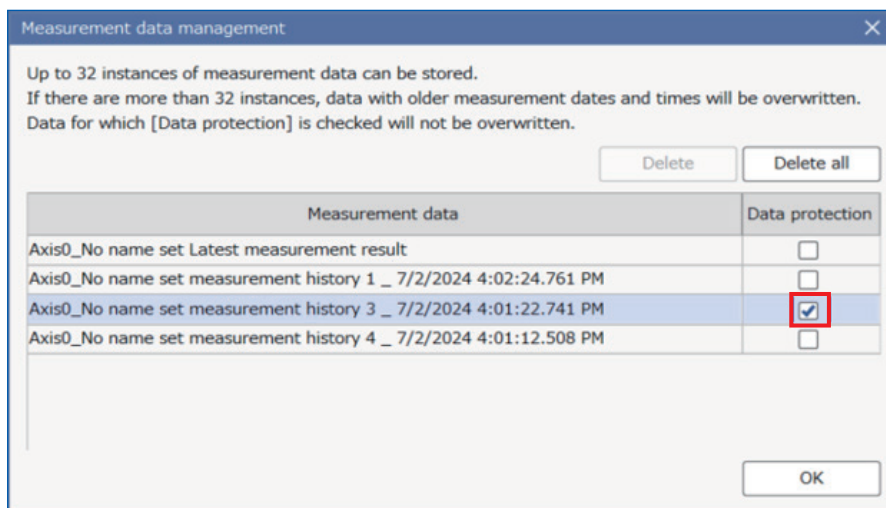 Measurement data management
Up to 32 instances of measurement data can be stored.
If there are more than 32 instances, data with older measurement dates and times will be overwritten.
Data for which [Data protection] is checked will not be overwritten.
Delete Delete all
Measurement data Data protection
Axis0_No name set Latest measurement result
Axis0_No name set measurement history 1 _ 7/2/2024 4:02:24.761 PM
Axis0_No name set measurement history 3 _ 7/2/2024 4:01:22.741 PM
Axis0_No name set measurement history 4 _ 7/2/2024 4:01:12.508 PM
OK